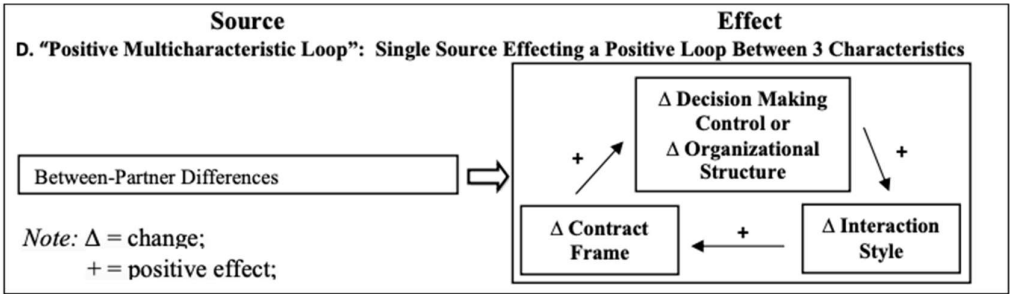 Source
Effect
D. “Positive Multicharacteristic Loop”: Single Source Effecting a Positive Loop Between 3 Characteristics
Between-Partner Differences
Δ Decision Making
Control or
Δ Organizational
Structure
+
+
Δ Contract
Frame
+
Δ Interaction
Style
Note: Δ = change;
+ = positive effect;